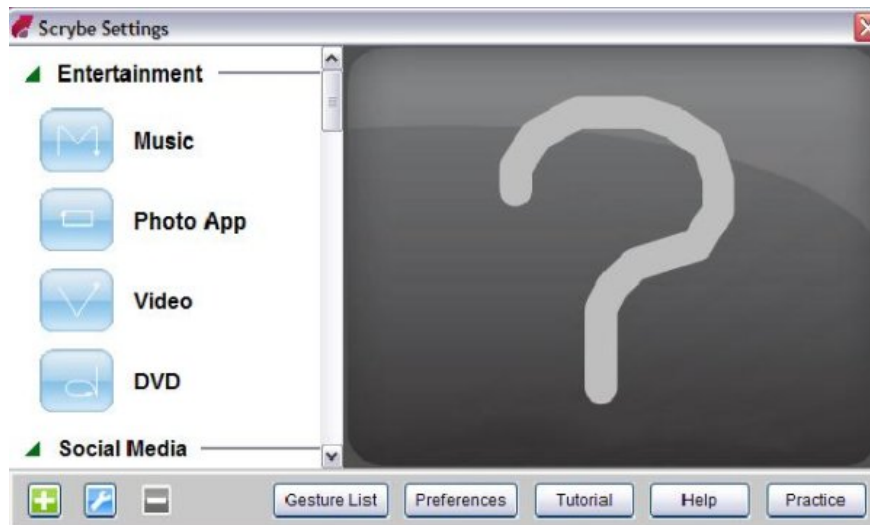 Scrybe Settings
Entertainment
Music
Photo App
Video
DVD
Social Media
Gesture List Preferences Tutorial Help Practice